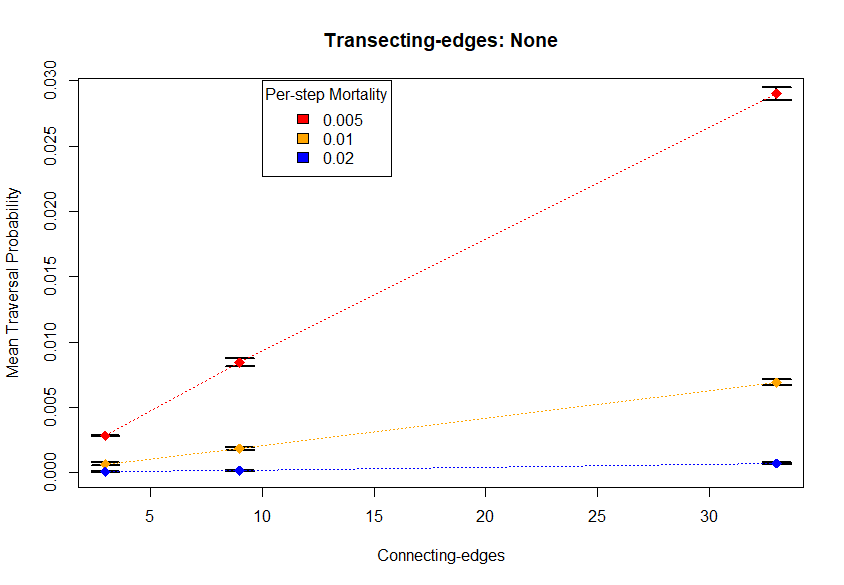 Transecting-edges: None
Mean Traversal Probability
0.030
0.025
0.020
0.015
0.010
0.005
0.000
Per-step Mortality
0.005
0.01
0.02
5 10 15 20 25 30
Connecting-edges